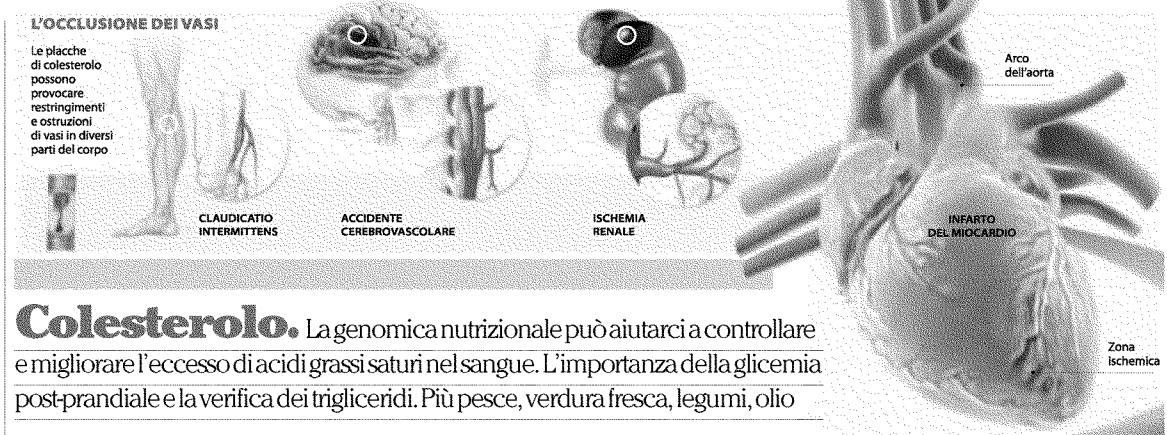 L'OCCLUSIONE DEI VASI
Le placche
di colesterolo
possono
provocare
restringimenti
e ostruzioni
di vasi in diversi
parti del corpo
CLAUDICATIO
INTERMITTENS
ACCIDENTE
CEREBROVASCOLARE
ISCHEMIA
RENALE
Arco
dell'aorta
INFARTO
DEL MIOCARDIO
Zona
ischemica
Colesterolo. La genomica nutrizionale può aiutarci a controllare
e migliorare l'eccesso di acidi grassi saturi nel sangue. L'importanza della glicemia
post-prandiale e la verifica dei trigliceridi. Più pesce, verdura fresca, legumi, olio